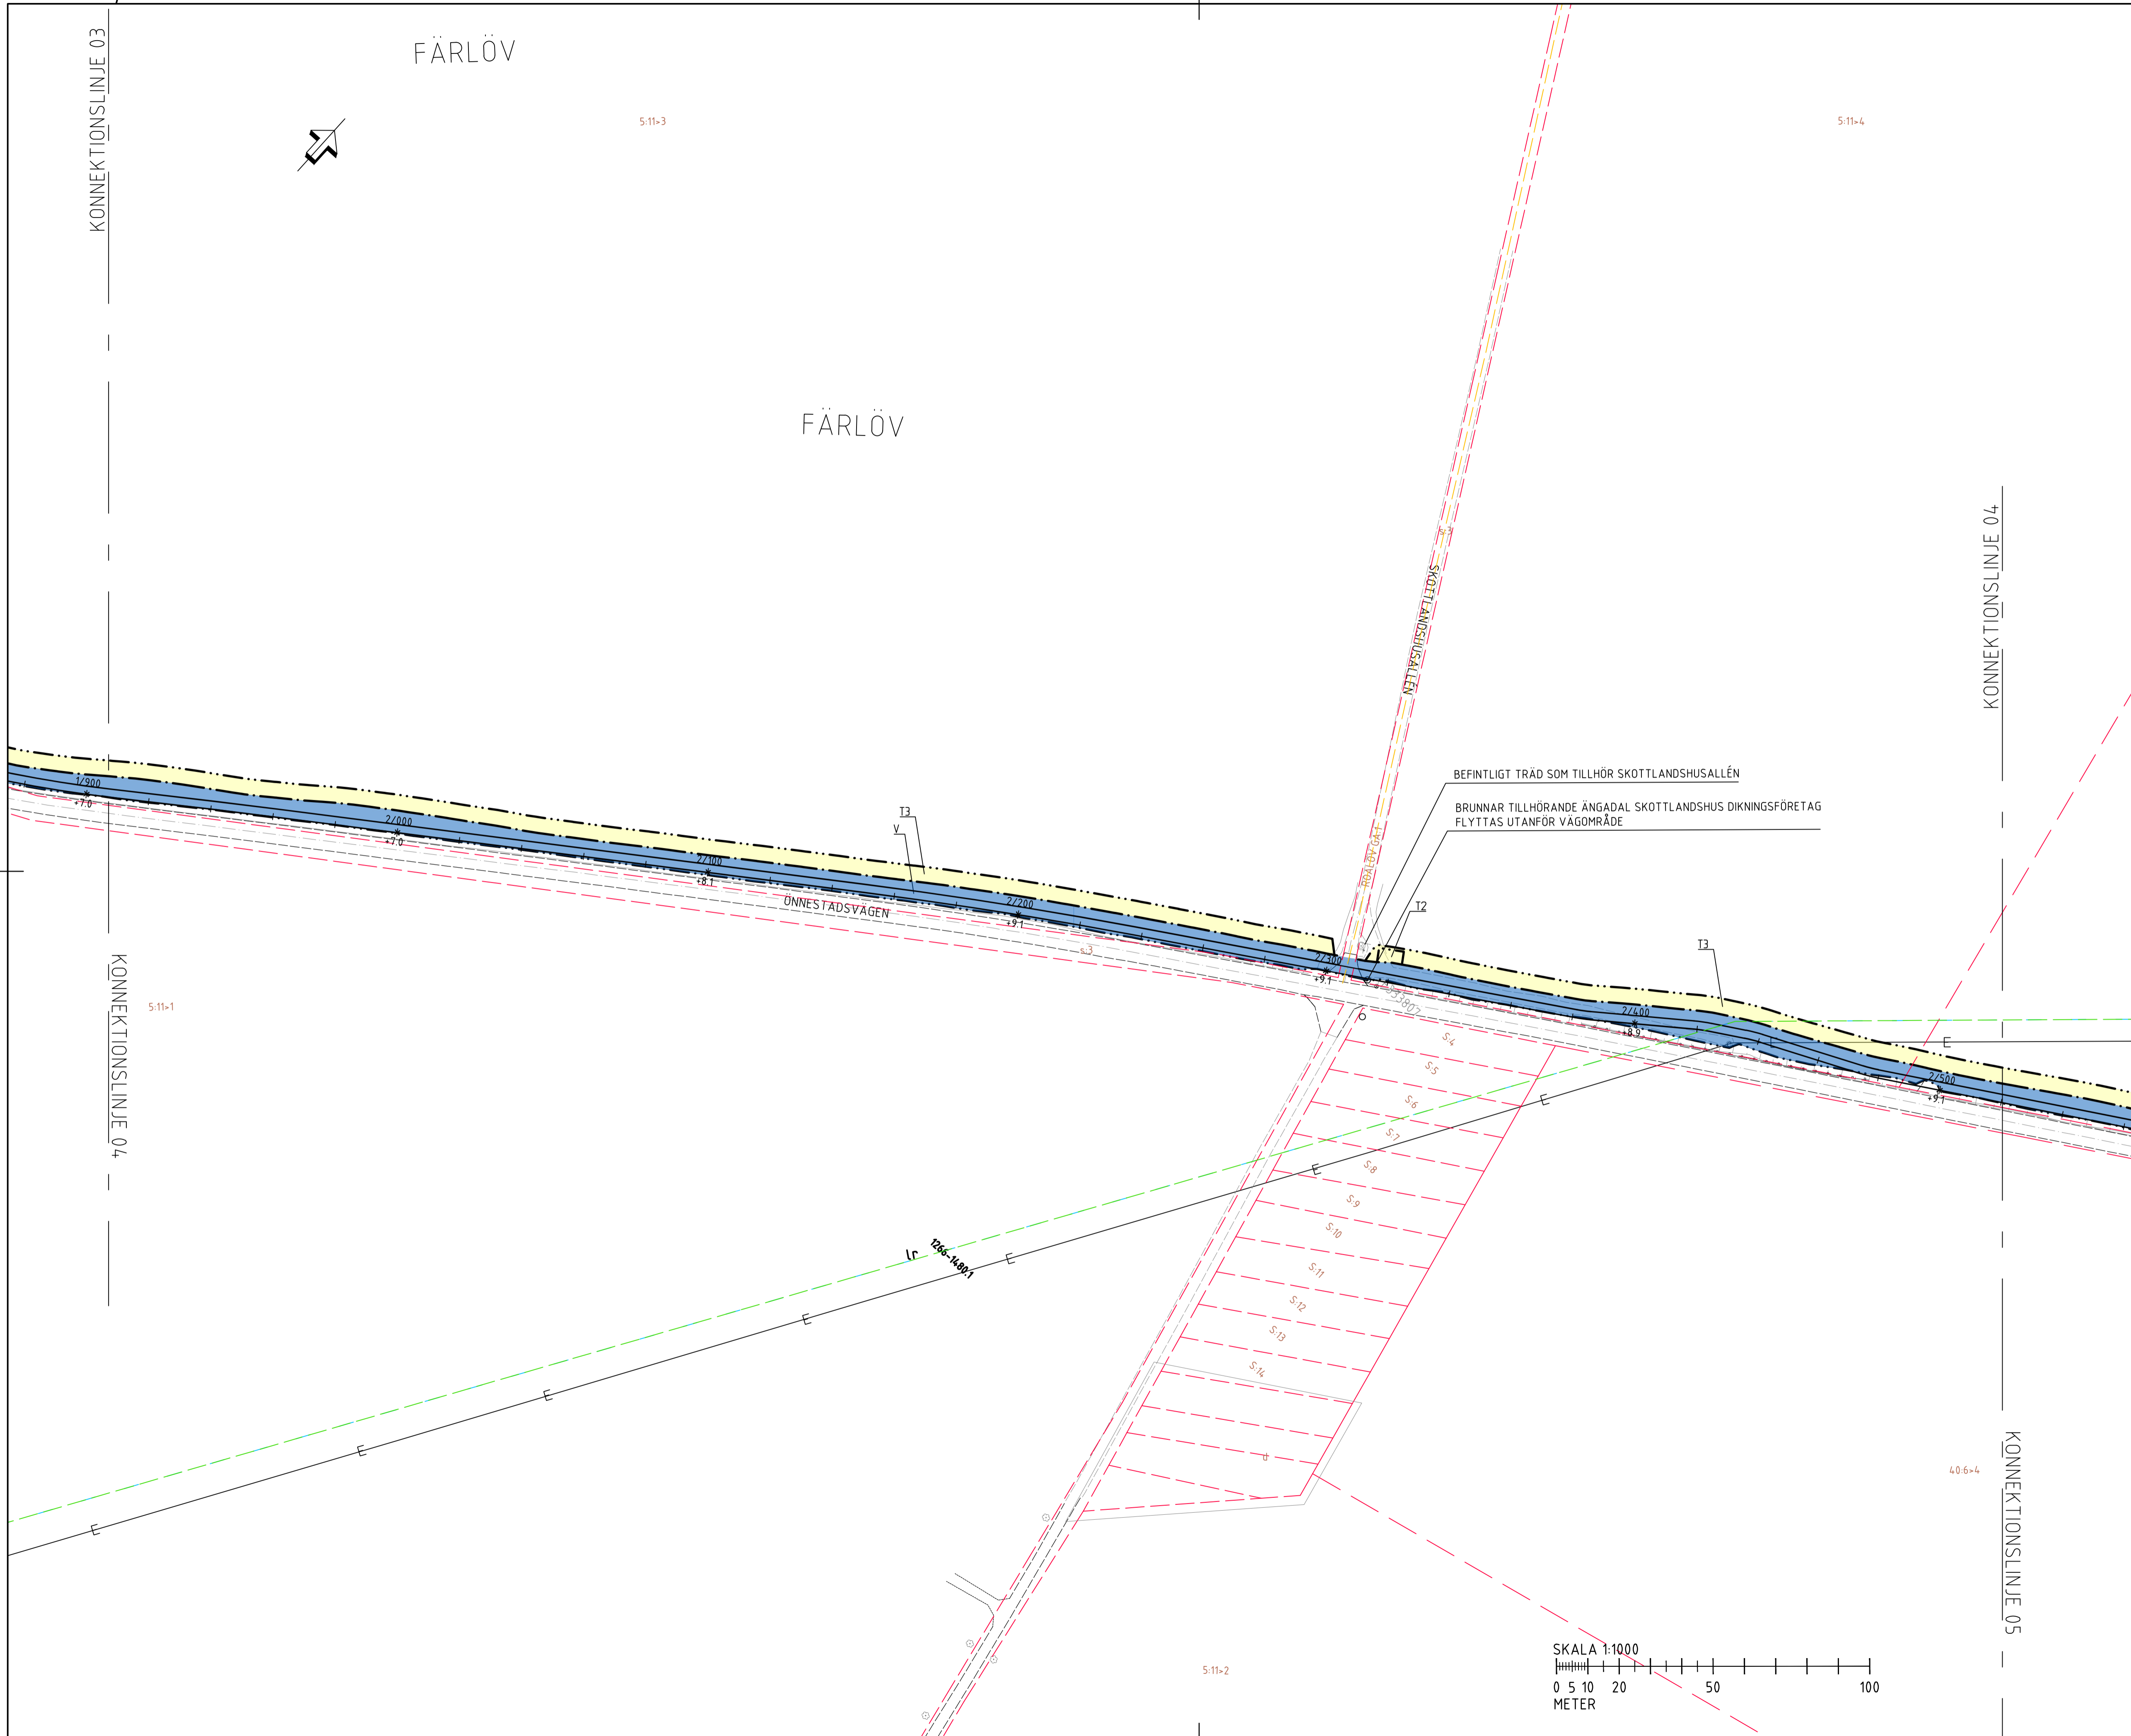 KONNEKTIONSLINJE 03
FÄRLÖV
5:11>3
5:11>4
FÄRLÖV
s:3
SKOTTLANDSHUSALLÉN
KONNEKTIONSLINJE 04
BEFINTLIGT TRÄD SOM TILLHÖR SKOTTLANDSHUSALLÉN
BRUNNAR TILLHÖRANDE ÄNGADAL SKOTTLANDSHUS DIKNINGSFÖRETAG
FLYTTAS UTANFÖR VÄGOMRÅDE
1/900
+7.0
2/000
+7.0
T3
V
2/100
+8.1
ÖNNESTADSVÄGEN
2/200
+9.1
s:3
GA:1
T2
2/300
+9.1
T3
2/400
+8.9
E
2/500
+9.1
KONNEKTIONSLINJE 04
5:11>1
S:4
S:5
S:6
S:7
S:8
S:9
S:10
S:11
S:12
S:13
S:14
d
E
E
lr
1266-1480.1
E
E
E
E
E
40:6>4
KONNEKTIONSLINJE 05
5:11>2
SKALA 1:1000
0 5 10 20 50 100
METER